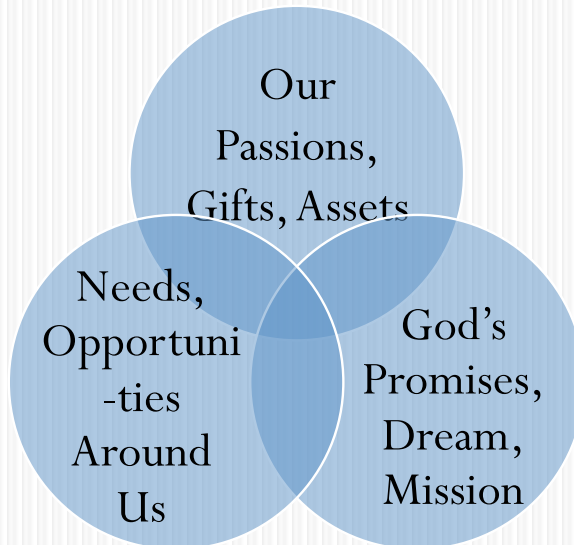 Our
Passions,
Gifts, Assets
Needs,
Opportuni
-ties
Around
Us
God’s
Promises,
Dream,
Mission